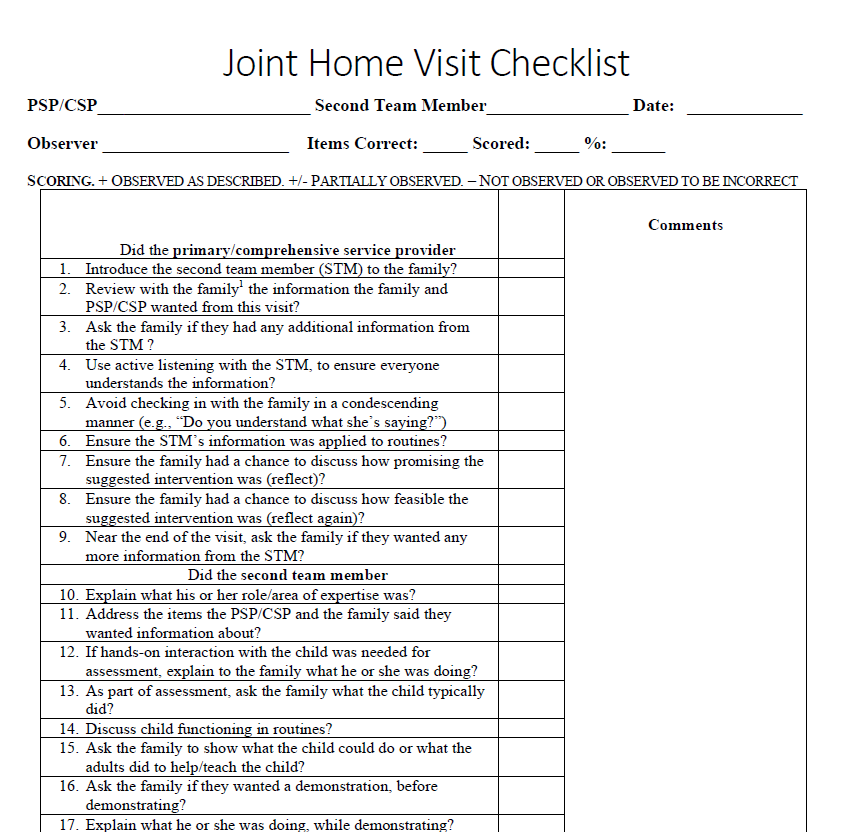 Joint Home Visit Checklist
PSP/CSP________________________ Second Team Member________________ Date: _____________
Observer _____________________ Items Correct: _____ Scored: _____ %: ______
SCORING. + OBSERVED AS DESCRIBED. +/- PARTIALLY OBSERVED. – NOT OBSERVED OR OBSERVED TO BE INCORRECT
Comments
Did the primary/comprehensive service provider
1. Introduce the second team member (STM) to the family?
2. Review with the family¹ the information the family and
PSP/CSP wanted from this visit?
3. Ask the family if they had any additional information from
the STM ?
4. Use active listening with the STM, to ensure everyone
understands the information?
5. Avoid checking in with the family in a condescending
manner (e.g., “Do you understand what she’s saying?”)
6. Ensure the STM’s information was applied to routines?
7. Ensure the family had a chance to discuss how promising the
suggested intervention was (reflect)?
8. Ensure the family had a chance to discuss how feasible the
suggested intervention was (reflect again)?
9. Near the end of the visit, ask the family if they wanted any
more information from the STM?
Did the second team member
10. Explain what his or her role/area of expertise was?
11. Address the items the PSP/CSP and the family said they
wanted information about?
12. If hands-on interaction with the child was needed for
assessment, explain to the family what he or she was doing?
13. As part of assessment, ask the family what the child typically
did?
14. Discuss child functioning in routines?
15. Ask the family to show what the child could do or what the
adults did to help/teach the child?
16. Ask the family if they wanted a demonstration, before
demonstrating?
17. Explain what he or she was doing, while demonstrating?